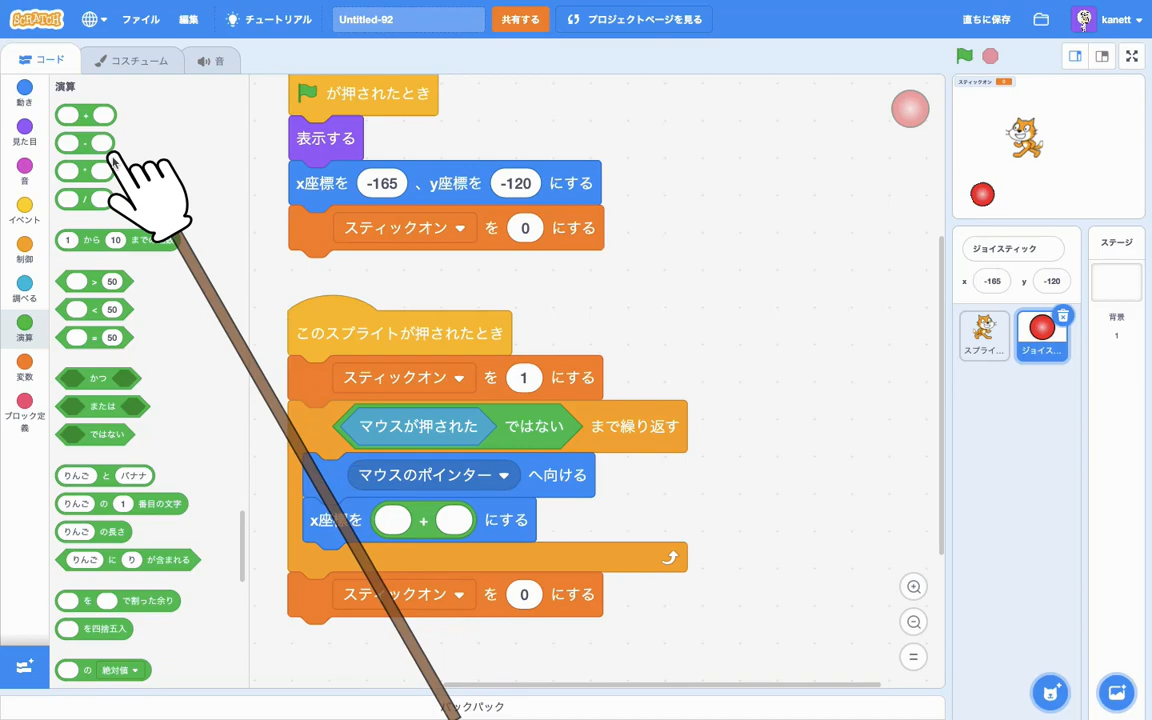 SCRATCH
ファイル
編集
チュートリアル
Untitled-92
共有する
プロジェクトページを見る
直ちに保存
kanett
コード
コスチューム
音
動き
見た目
音
イベント
制御
調べる
演算
変数
ブロック定義
演算
+
-
*
/
1 から 10 まで
> 50
< 50
= 50
かつ
または
ではない
りんご と バナナ
りんご の 1 番目の文字
りんご の長さ
りんご に り が含まれる
を で割った余り
を四捨五入
の 絶対値
が押されたとき
表示する
x座標を -165 、y座標を -120 にする
スティックオン を 0 にする
このスプライトが押されたとき
スティックオン を 1 にする
マウスが押された ではない まで繰り返す
マウスのポインター へ向ける
x座標を + にする
スティックオン を 0 にする
バックパック
スティックオン
ジョイスティック
x -165 y -120
スプライ...
ジョイス...
ステージ
背景
1